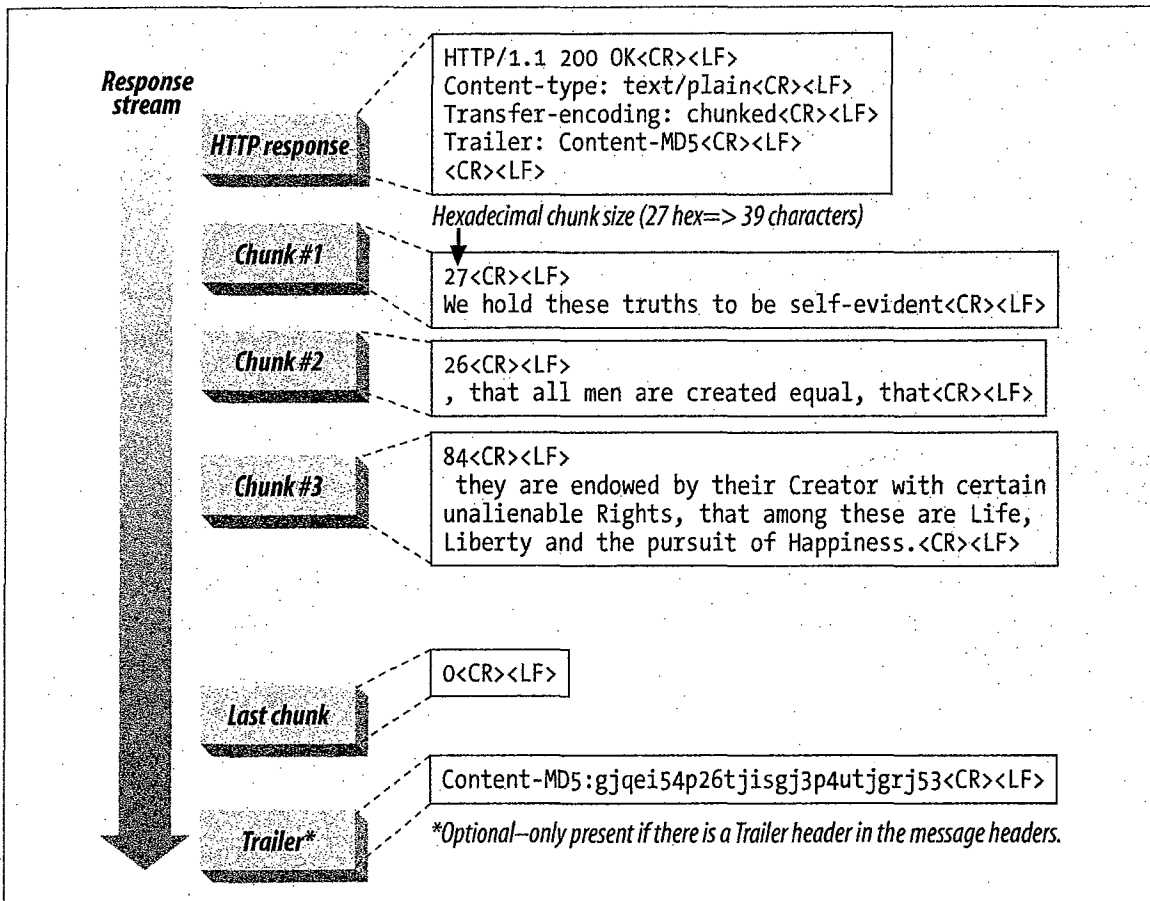 Response
stream
HTTP response
HTTP/1.1 200 OK<CR><LF>
Content-type: text/plain<CR><LF>
Transfer-encoding: chunked<CR><LF>
Trailer: Content-MD5<CR><LF>
<CR><LF>
Hexadecimal chunk size (27 hex=> 39 characters)
Chunk #1
27<CR><LF>
We hold these truths to be self-evident<CR><LF>
Chunk #2
26<CR><LF>
, that all men are created equal, that<CR><LF>
Chunk #3
84<CR><LF>
they are endowed by their Creator with certain
unalienable Rights, that among these are Life,
Liberty and the pursuit of Happiness.<CR><LF>
Last chunk
0<CR><LF>
Trailer*
Content-MD5:gjqei54p26tjisgj3p4utjgrj53<CR><LF>
*Optional—only present if there is a Trailer header in the message headers.